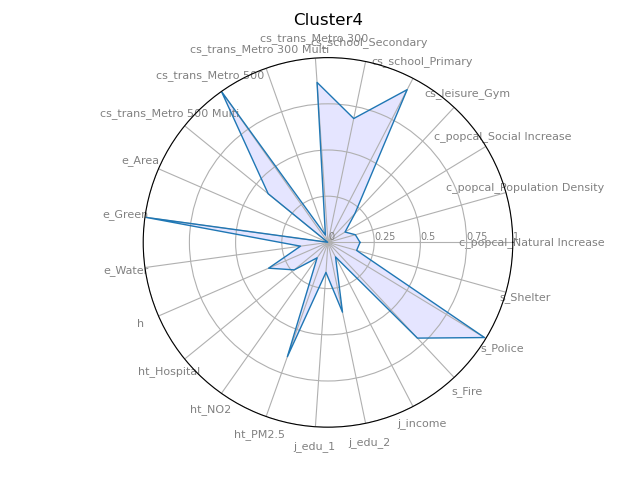 Cluster4
cs_trans_Metro 300
cs_school_Secondary
cs_trans_Metro 300 Multi
cs_school_Primary
cs_trans_Metro 500
cs_leisure_Gym
cs_trans_Metro 500 Multi
c_popcal_Social Increase
e_Area
c_popcal_Population Density
e_Green
0 0.25 0.5 0.75 1
c_popcal_Natural Increase
e_Water
s_Shelter
h
s_Police
ht_Hospital
s_Fire
ht_NO2
j_income
ht_PM2.5
j_edu_2
j_edu_1